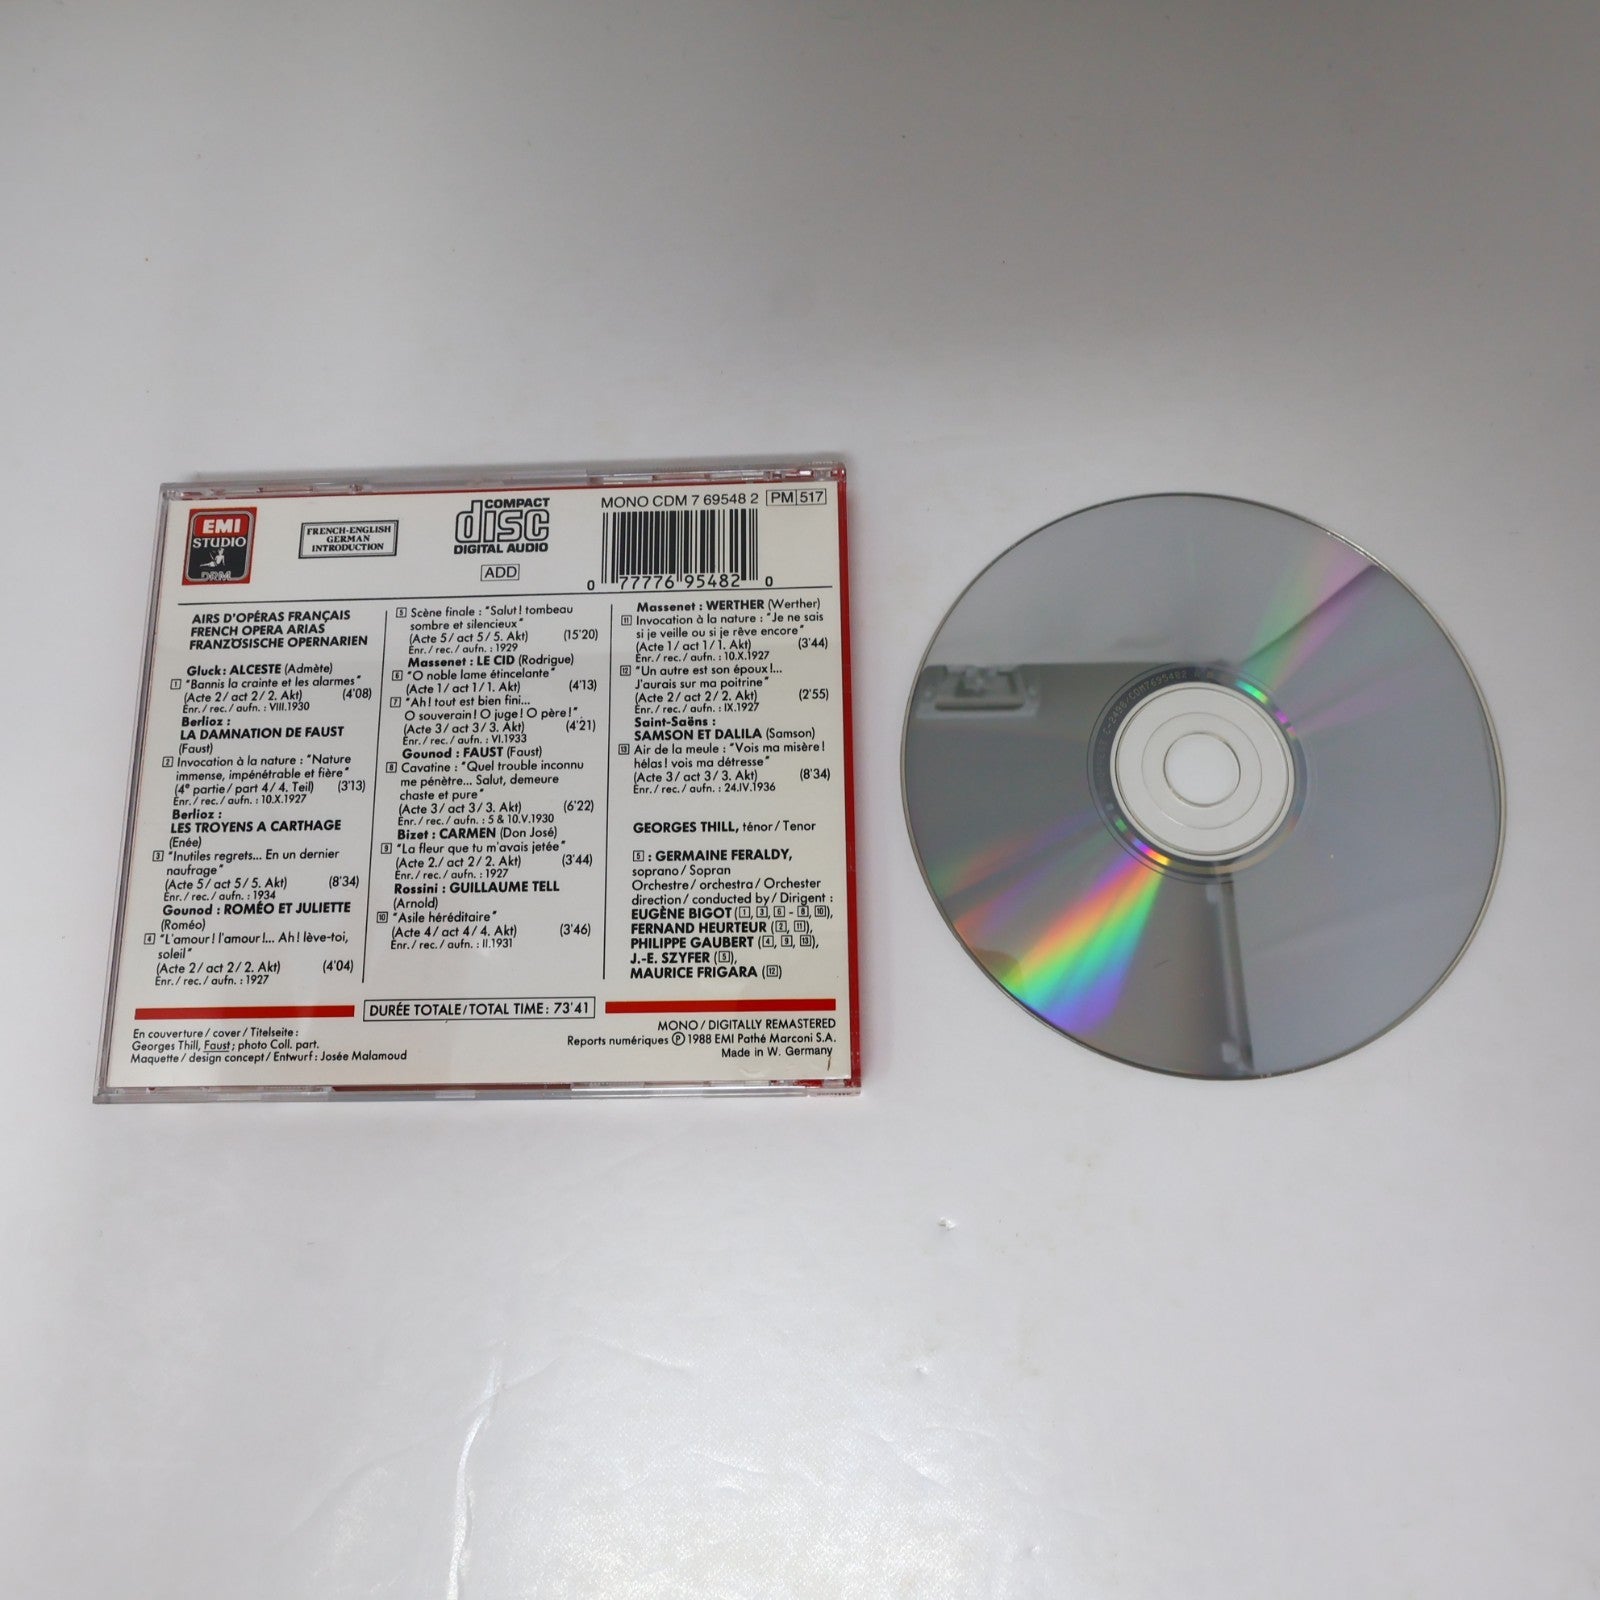 EMI
STUDIO
DRM
FRENCH-ENGLISH
GERMAN
INTRODUCTION
COMPACT
disc
DIGITAL AUDIO
ADD
MONO CDM 7 69548 2 PM 517
0 77776 95482 0
AIRS D'OPÉRAS FRANÇAIS
FRENCH OPERA ARIAS
FRANZÖSISCHE OPERNARIEN
Gluck : ALCESTE (Admète)
1 "Bannis la crainte et les alarmes"
(Acte 2 / act 2 / 2. Akt) (4'08)
Enr. / rec. / aufn. : VIII.1930
Berlioz :
LA DAMNATION DE FAUST
(Faust)
2 Invocation à la nature : "Nature
immense, impénétrable et fière"
(4e partie / part 4 / 4. Teil) (3'13)
Enr. / rec. / aufn. : 10.X.1927
Berlioz :
LES TROYENS A CARTHAGE
(Enée)
3 "Inutiles regrets... En un dernier
naufrage"
(Acte 5 / act 5 / 5. Akt) (8'34)
Enr. / rec. / aufn. : 1934
Gounod : ROMÉO ET JULIETTE
(Roméo)
4 "L'amour ! l'amour !... Ah ! lève-toi,
soleil"
(Acte 2 / act 2 / 2. Akt) (4'04)
Enr. / rec. / aufn. : 1927
5 Scène finale : "Salut ! tombeau
sombre et silencieux"
(Acte 5 / act 5 / 5. Akt) (15'20)
Enr. / rec. / aufn. : 1929
Massenet : LE CID (Rodrigue)
6 "O noble lame étincelante"
(Acte 1 / act 1 / 1. Akt) (4'13)
7 "Ah ! tout est bien fini...
O souverain ! O juge ! O père !"
(Acte 3 / act 3 / 3. Akt) (4'21)
Enr. / rec. / aufn. : VI.1933
Gounod : FAUST (Faust)
8 Cavatine : "Quel trouble inconnu
me pénètre... Salut, demeure
chaste et pure"
(Acte 3 / act 3 / 3. Akt) (6'22)
Enr. / rec. / aufn. : 5 & 10.V.1930
Bizet : CARMEN (Don José)
9 "La fleur que tu m'avais jetée"
(Acte 2. / act 2 / 2. Akt) (3'44)
Enr. / rec. / aufn. : 1927
Rossini : GUILLAUME TELL
(Arnold)
10 "Asile héréditaire"
(Acte 4 / act 4 / 4. Akt) (3'46)
Enr. / rec. / aufn. : II.1931
Massenet : WERTHER (Werther)
11 Invocation à la nature : "Je ne sais
si je veille ou si je rêve encore"
(Acte 1 / act 1 / 1. Akt) (3'44)
Enr. / rec. / aufn. : 10.X.1927
12 "Un autre est son époux !...
J'aurais sur ma poitrine"
(Acte 2 / act 2 / 2. Akt) (2'55)
Enr. / rec. / aufn. : IX.1927
Saint-Saëns :
SAMSON ET DALILA (Samson)
13 Air de la meule : "Vois ma misère !
hélas ! vois ma détresse"
(Acte 3 / act 3 / 3. Akt) (8'34)
Enr. / rec. / aufn. : 24.IV.1936
GEORGES THILL, ténor / Tenor
5 : GERMAINE FERALDY,
soprano / Sopran
Orchestre / orchestra / Orchester
direction / conducted by / Dirigent :
EUGÈNE BIGOT (1, 3, 6 - 8, 10),
FERNAND HEURTEUR (2, 11),
PHILIPPE GAUBERT (4, 9, 13),
J.-E. SZYFER (5),
MAURICE FRIGARA (12)
DURÉE TOTALE / TOTAL TIME : 73'41
En couverture / cover / Titelseite :
Georges Thill, Faust ; photo Coll. part.
Maquette / design concept / Entwurf : Josée Malamoud
MONO / DIGITALLY REMASTERED
Reports numériques Ⓟ 1988 EMI Pathé Marconi S.A.
Made in W. Germany